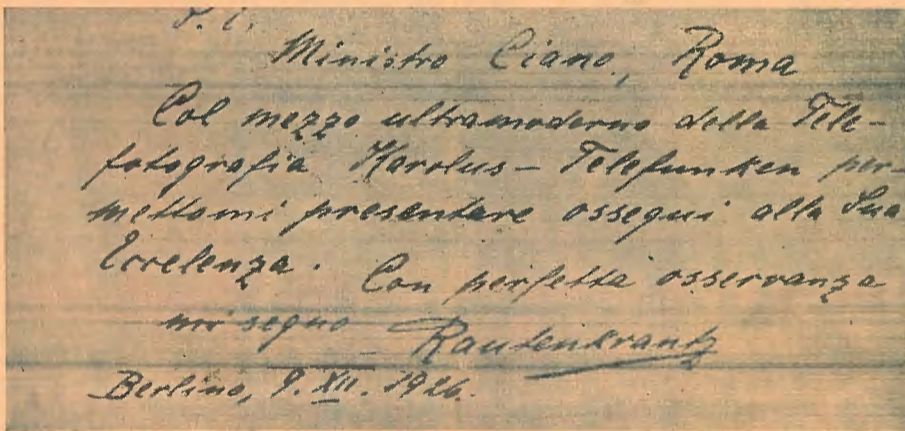 S. E.
Ministro Ciano, Roma
Col mezzo ultramoderno della Tele-
fotografia Karolus - Telefunken per-
mettomi presentare ossequi alla Sua
Eccelenza. Con perfetta osservanza
mi segno Rautenkrantz
Berlino, 9. XII. 1926.